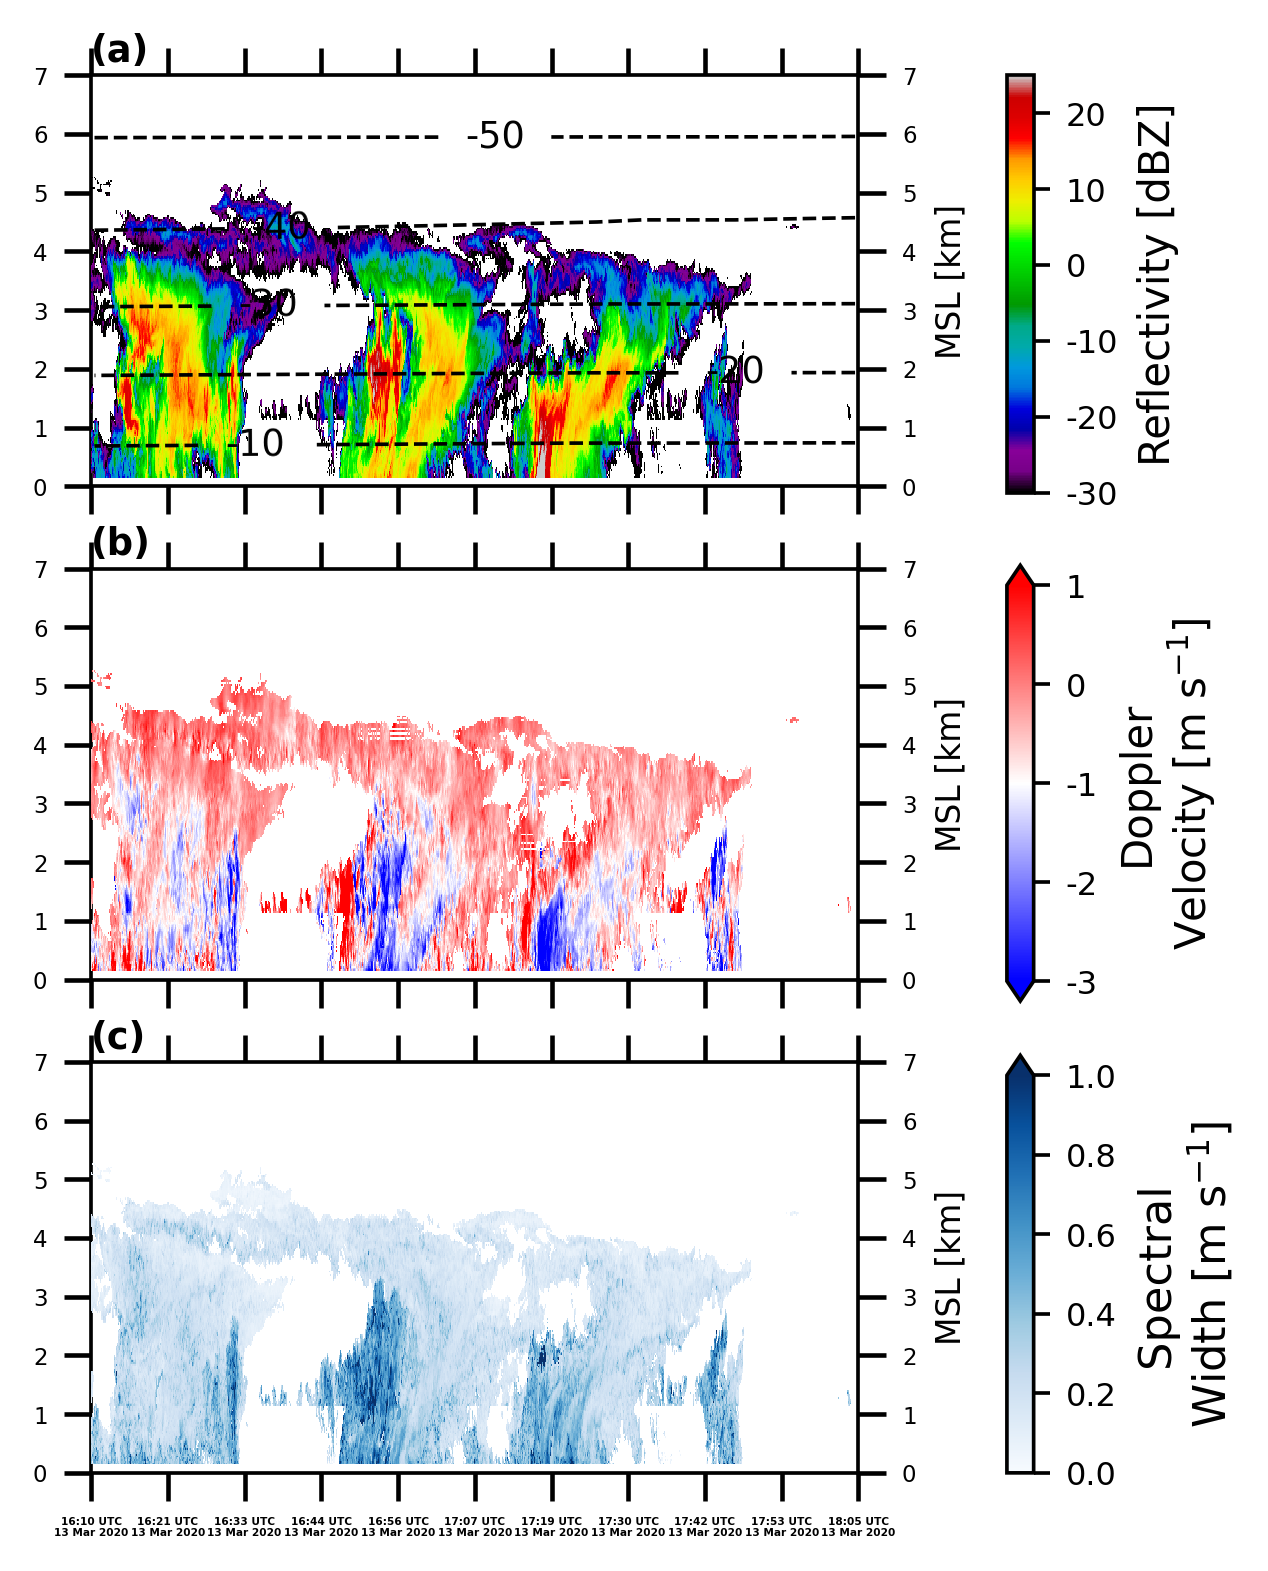 (a)
7
6
5
4
3
2
1
0
-50
-40
-30
-20
-10
7
6
5
4
3
2
1
0
MSL [km]
20
10
0
-10
-20
-30
Reflectivity [dBZ]
(b)
7
6
5
4
3
2
1
0
7
6
5
4
3
2
1
0
MSL [km]
1
0
-1
-2
-3
Doppler
Velocity [m s⁻¹]
(c)
7
6
5
4
3
2
1
0
7
6
5
4
3
2
1
0
MSL [km]
1.0
0.8
0.6
0.4
0.2
0.0
Spectral
Width [m s⁻¹]
16:10 UTC
13 Mar 2020
16:21 UTC
13 Mar 2020
16:33 UTC
13 Mar 2020
16:44 UTC
13 Mar 2020
16:56 UTC
13 Mar 2020
17:07 UTC
13 Mar 2020
17:19 UTC
13 Mar 2020
17:30 UTC
13 Mar 2020
17:42 UTC
13 Mar 2020
17:53 UTC
13 Mar 2020
18:05 UTC
13 Mar 2020